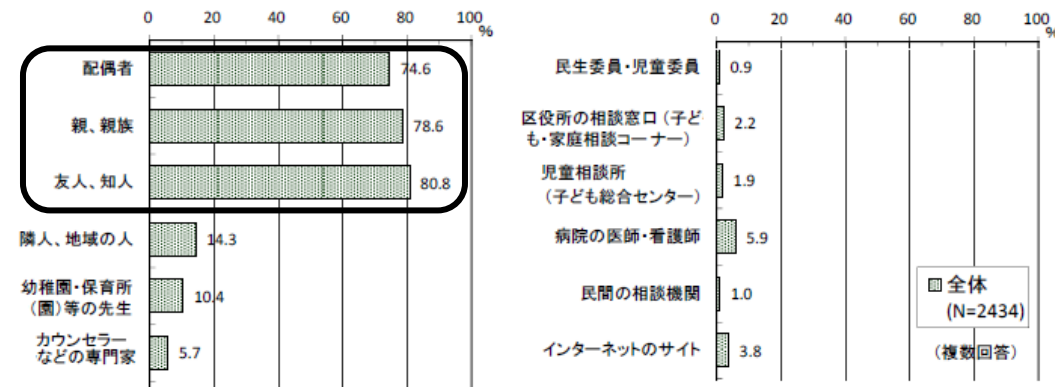 0 20 40 60 80 100
%
配偶者 74.6
親、親族 78.6
友人、知人 80.8
隣人、地域の人 14.3
幼稚園・保育所
(園)等の先生 10.4
カウンセラー
などの専門家 5.7
0 20 40 60 80 100
%
民生委員・児童委員 0.9
区役所の相談窓口(子ど
も・家庭相談コーナー) 2.2
児童相談所
(子ども総合センター) 1.9
病院の医師・看護師 5.9
民間の相談機関 1.0
インターネットのサイト 3.8
全体
(N=2434)
(複数回答)